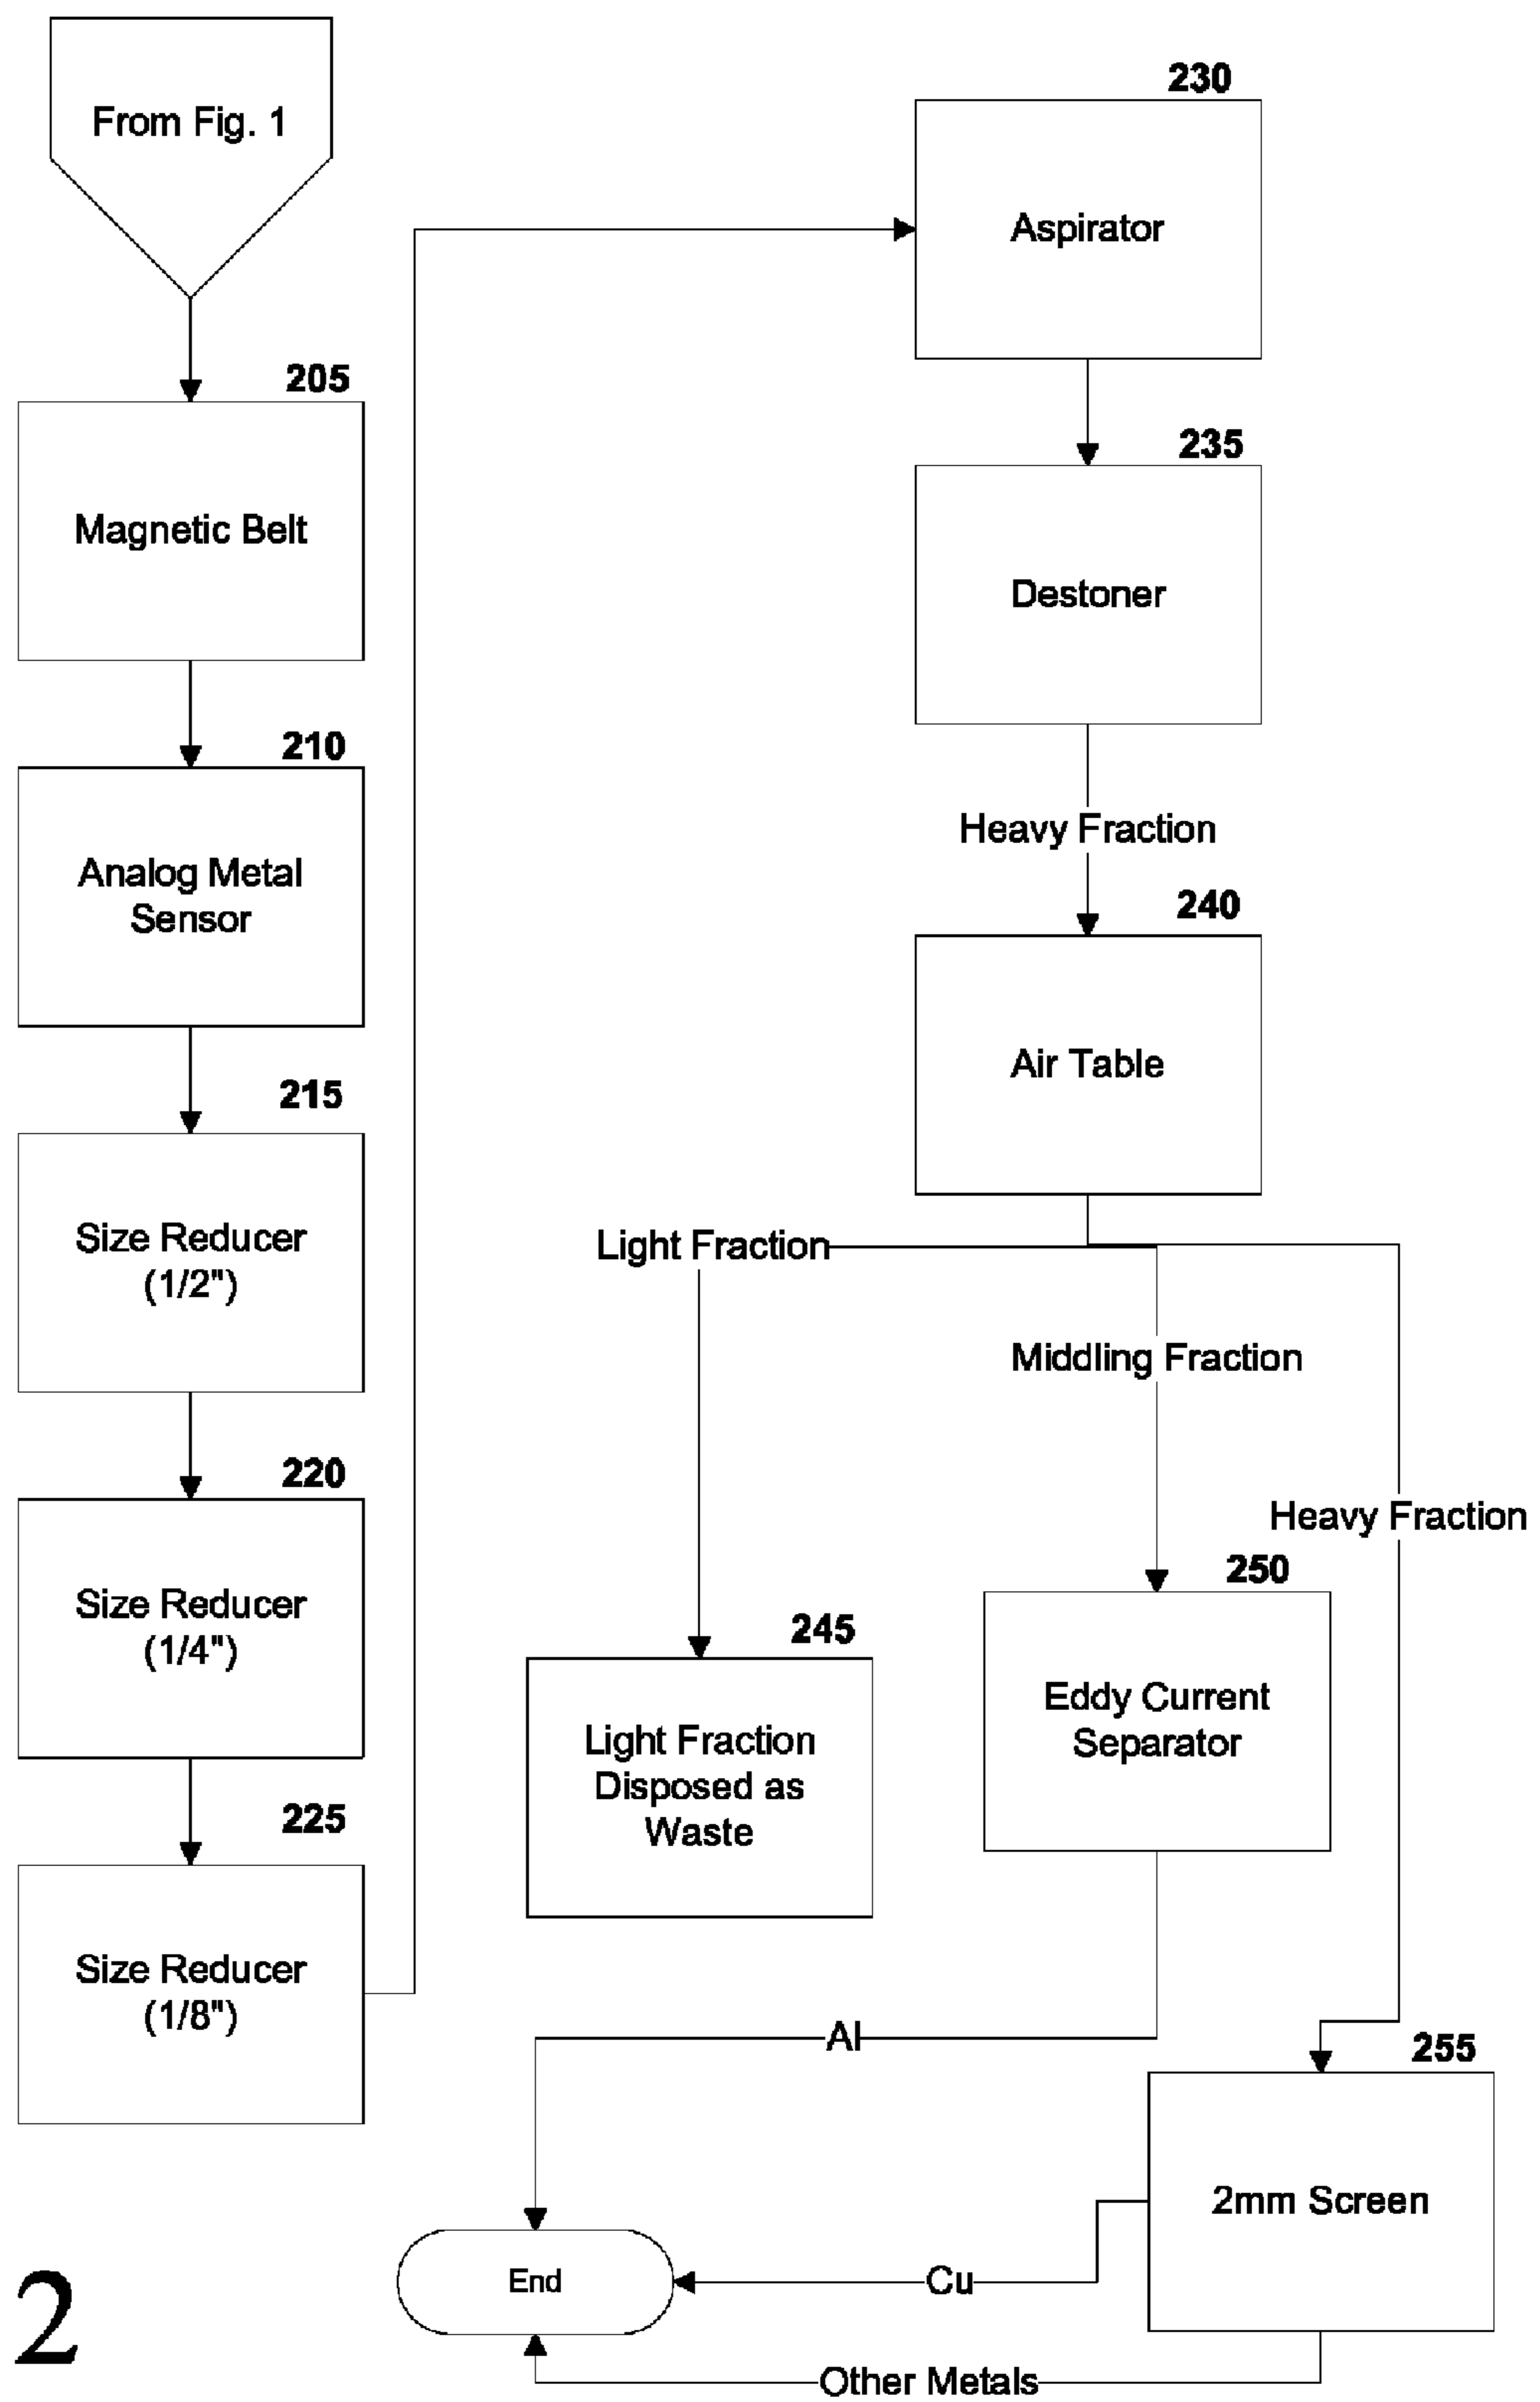 From Fig. 1
205
Magnetic Belt
210
Analog Metal
Sensor
215
Size Reducer
(1/2")
220
Size Reducer
(1/4")
225
Size Reducer
(1/8")
230
Aspirator
235
Destoner
Heavy Fraction
240
Air Table
Light Fraction
Middling Fraction
Heavy Fraction
245
Light Fraction
Disposed as
Waste
250
Eddy Current
Separator
Al
255
2mm Screen
Cu
Other Metals
End
2